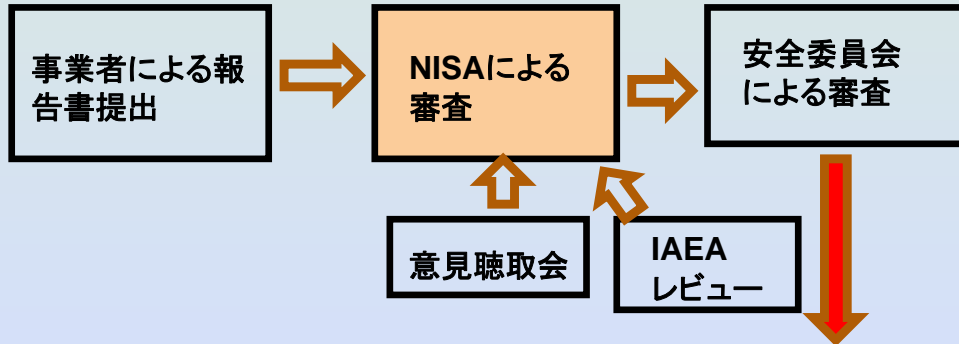 事業者による報
告書提出
NISAによる
審査
安全委員会
による審査
意見聴取会
IAEA
レビュー